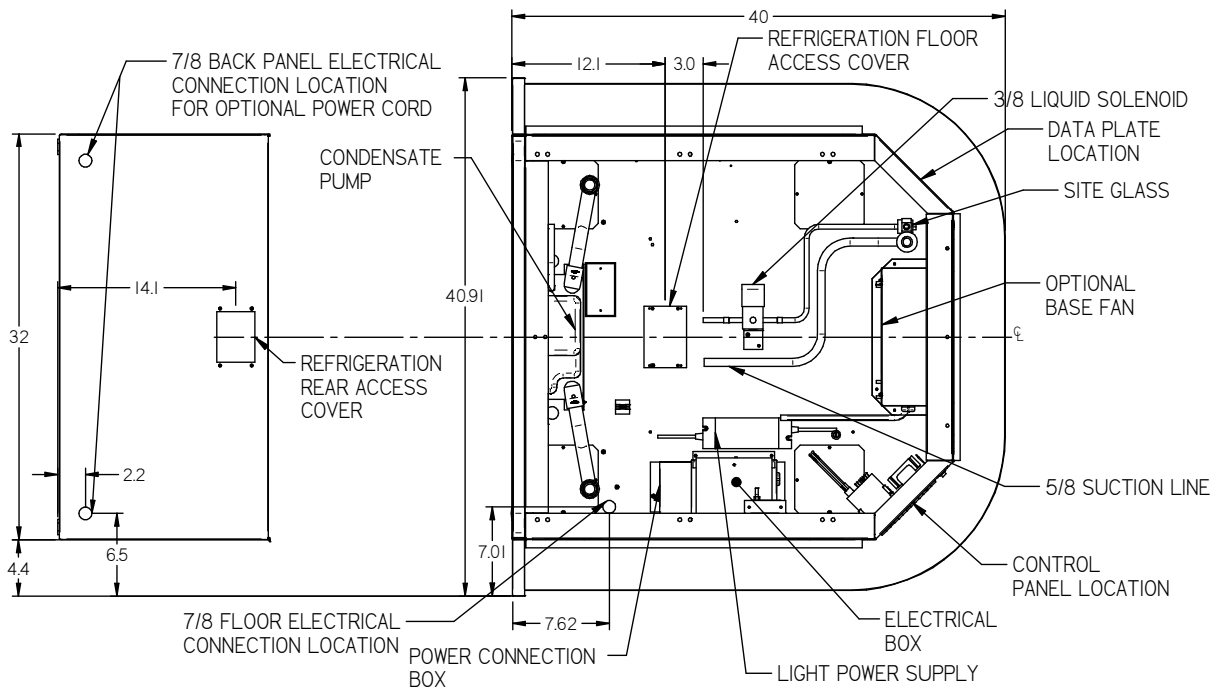 40
7/8 BACK PANEL ELECTRICAL
CONNECTION LOCATION
FOR OPTIONAL POWER CORD
12.1
3.0
REFRIGERATION FLOOR
ACCESS COVER
3/8 LIQUID SOLENOID
DATA PLATE
LOCATION
CONDENSATE
PUMP
SITE GLASS
14.1
40.91
OPTIONAL
BASE FAN
32
℄
REFRIGERATION
REAR ACCESS
COVER
2.2
5/8 SUCTION LINE
6.5
7.01
4.4
CONTROL
PANEL LOCATION
7/8 FLOOR ELECTRICAL
CONNECTION LOCATION
7.62
ELECTRICAL
BOX
POWER CONNECTION
BOX
LIGHT POWER SUPPLY